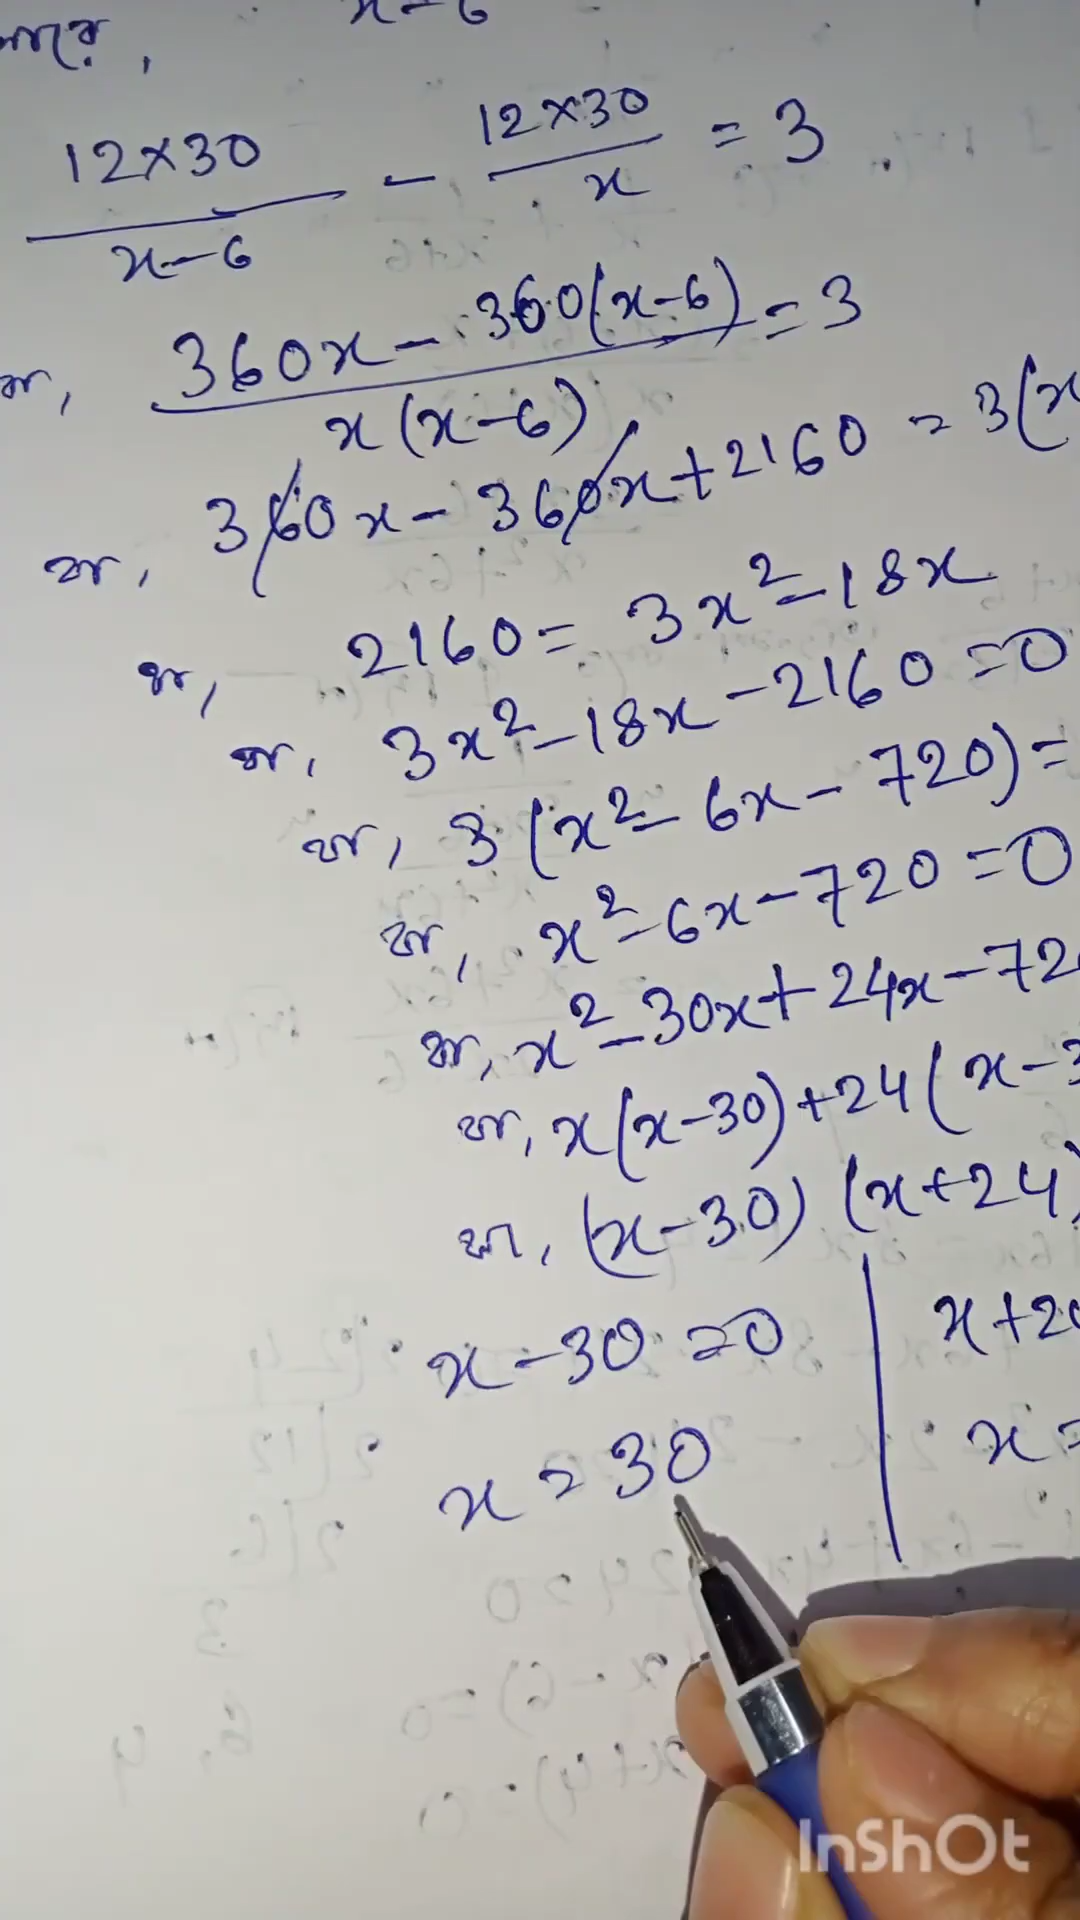 x-6
12×30/x-6 - 12×30/x = 3
বা, 360x - 360(x-6)/x(x-6) = 3
বা, 360x - 360x + 2160 = 3(x
বা, 2160 = 3x² - 18x
বা, 3x² - 18x - 2160 = 0
বা, 3(x² - 6x - 720) =
বা, x² - 6x - 720 = 0
বা, x² - 30x + 24x - 72
বা, x(x-30) + 24(x-3
বা, (x-30) (x+24)
x-30 = 0 | x+2
x = 30 | x =
InShOt